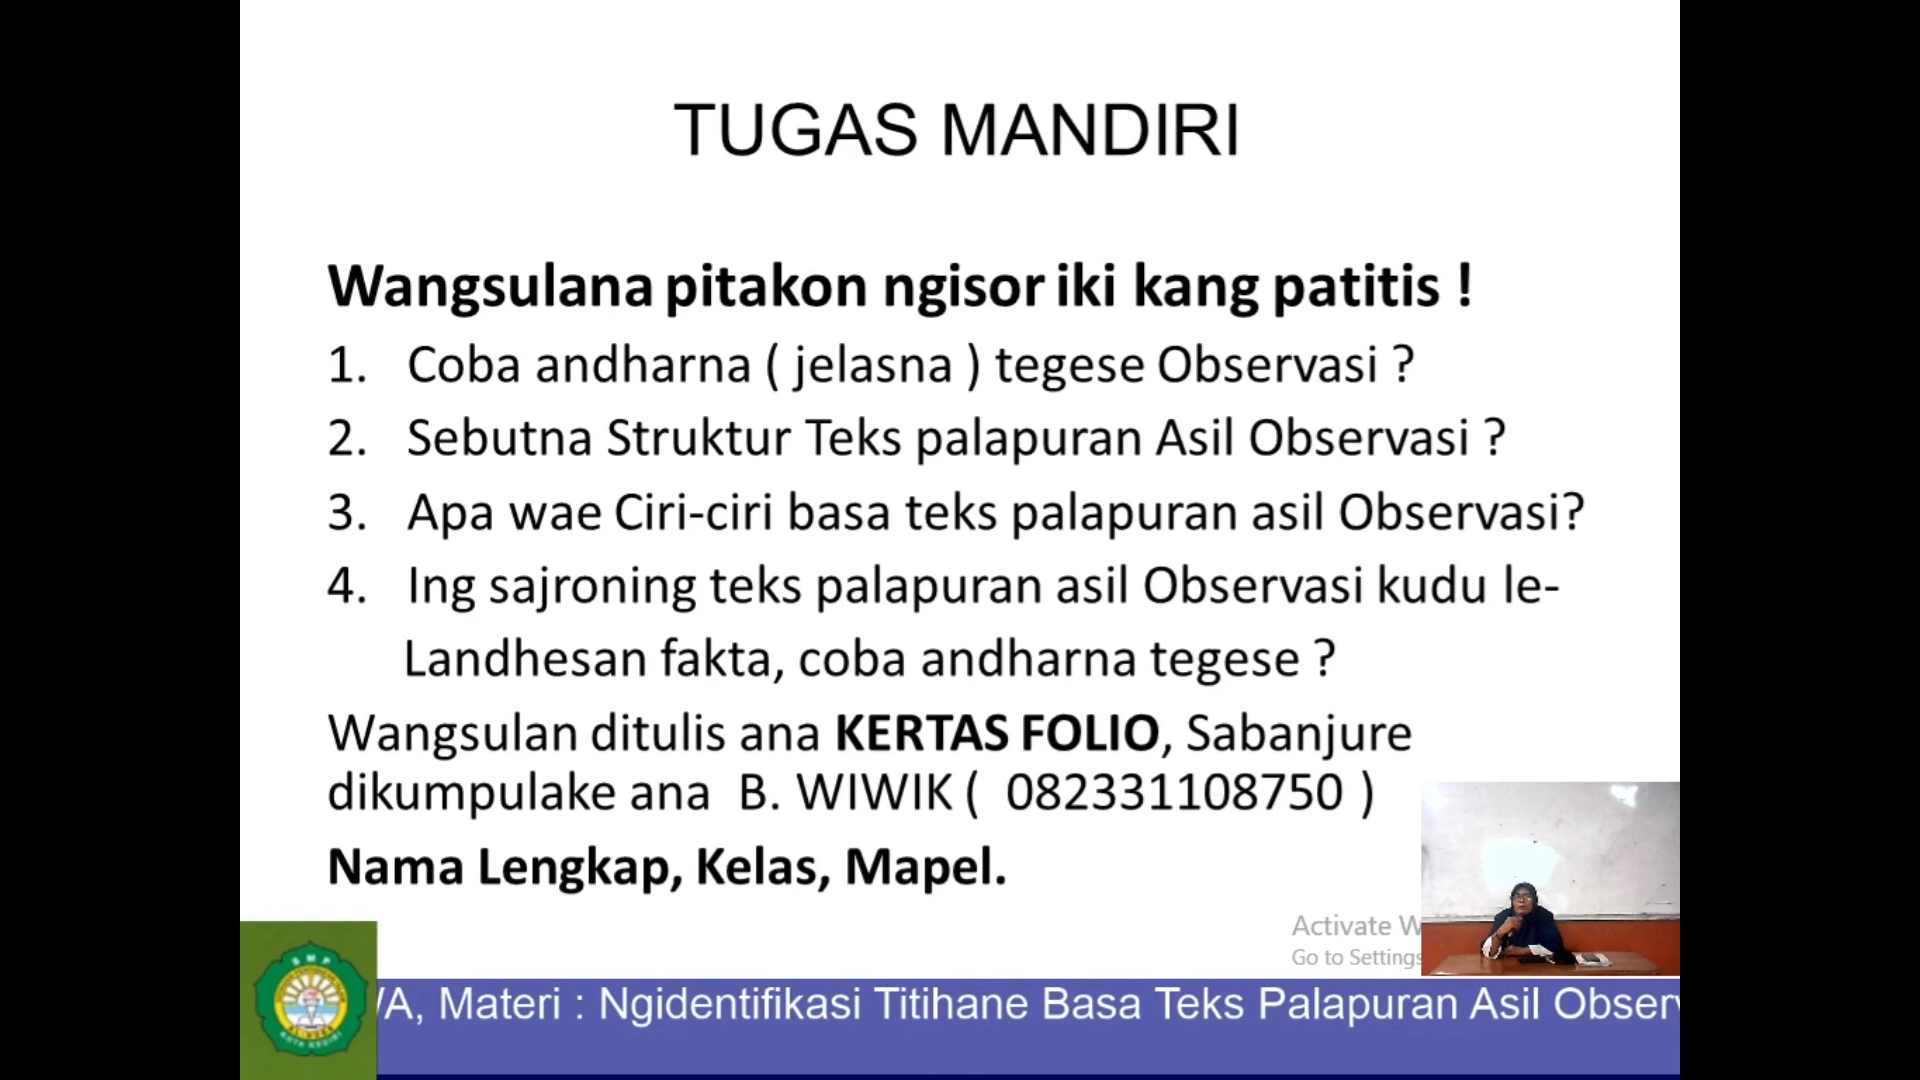 TUGAS MANDIRI
Wangsulana pitakon ngisor iki kang patitis !
1. Coba andharna ( jelasna ) tegese Observasi ?
2. Sebutna Struktur Teks palapuran Asil Observasi ?
3. Apa wae Ciri-ciri basa teks palapuran asil Observasi?
4. Ing sajroning teks palapuran asil Observasi kudu le-
Landhesan fakta, coba andharna tegese ?
Wangsulan ditulis ana KERTAS FOLIO, Sabanjure
dikumpulake ana B. WIWIK ( 082331108750 )
Nama Lengkap, Kelas, Mapel.
Activate W
Go to Settings
SMP
/A, Materi : Ngidentifikasi Titihane Basa Teks Palapuran Asil Observ